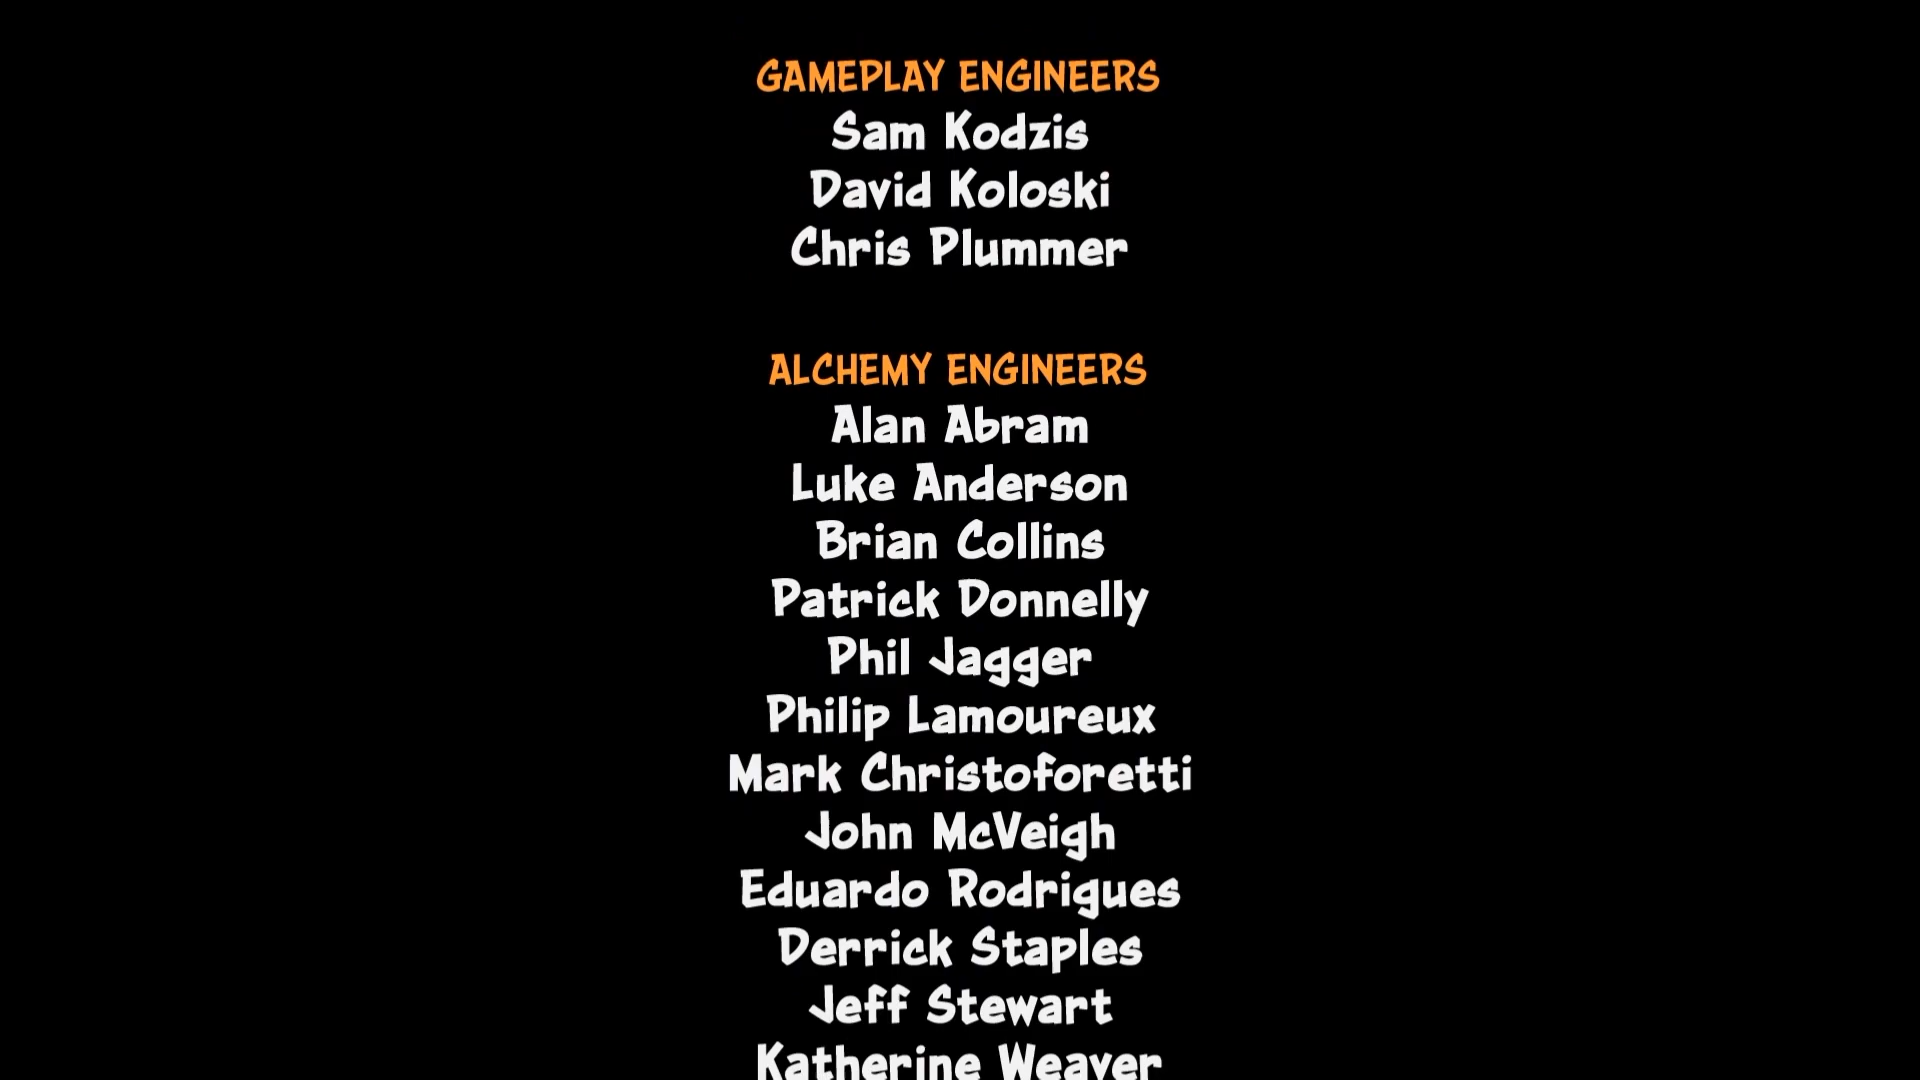 GAMEPLAY ENGINEERS
Sam Kodzis
David Koloski
Chris Plummer
ALCHEMY ENGINEERS
Alan Abram
Luke Anderson
Brian Collins
Patrick Donnelly
Phil Jagger
Philip Lamoureux
Mark Christoforetti
John McVeigh
Eduardo Rodrigues
Derrick Staples
Jeff Stewart
Katherine Weaver